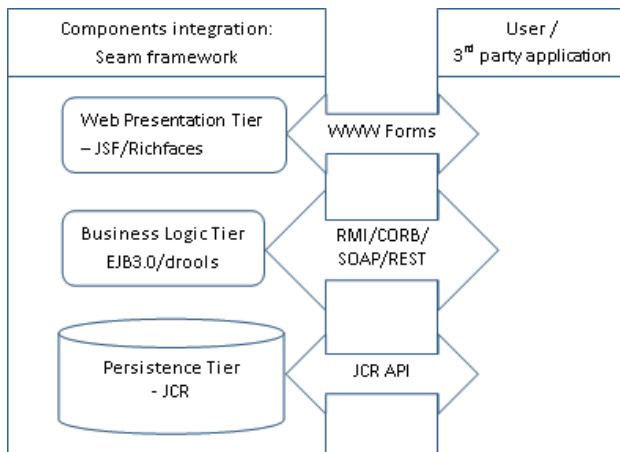 Components integration:
Seam framework
User /
3rd party application
Web Presentation Tier
– JSF/Richfaces
WWW Forms
Business Logic Tier
EJB3.0/drools
RMI/CORB/
SOAP/REST
Persistence Tier
- JCR
JCR API